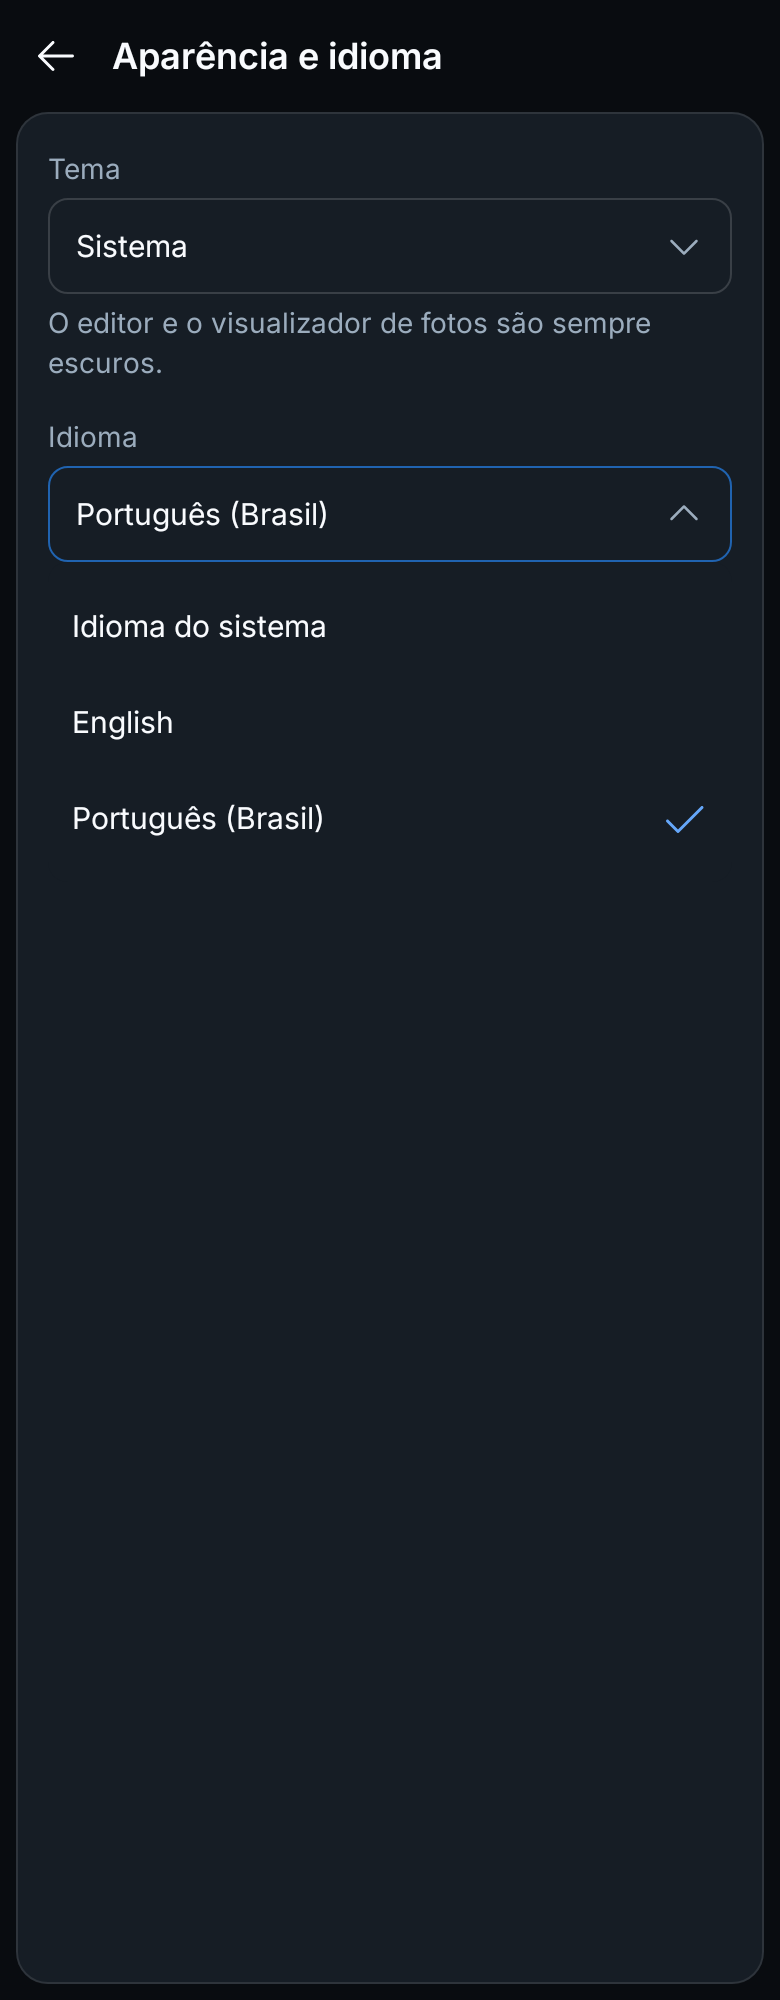 Aparência e idioma
Tema
Sistema
O editor e o visualizador de fotos são sempre
escuros.
Idioma
Português (Brasil)
Idioma do sistema
English
Português (Brasil)